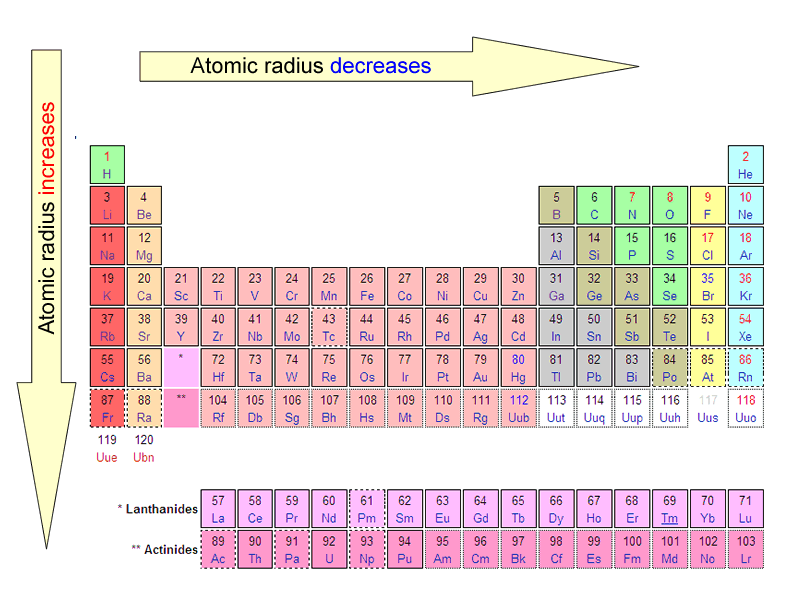 Atomic radius decreases
Atomic radius increases
1 2
H He
3 4 5 6 7 8 9 10
Li Be B C N O F Ne
11 12 13 14 15 16 17 18
Na Mg Al Si P S Cl Ar
19 20 21 22 23 24 25 26 27 28 29 30 31 32 33 34 35 36
K Ca Sc Ti V Cr Mn Fe Co Ni Cu Zn Ga Ge As Se Br Kr
37 38 39 40 41 42 43 44 45 46 47 48 49 50 51 52 53 54
Rb Sr Y Zr Nb Mo Tc Ru Rh Pd Ag Cd In Sn Sb Te I Xe
55 56 * 72 73 74 75 76 77 78 79 80 81 82 83 84 85 86
Cs Ba Hf Ta W Re Os Ir Pt Au Hg Tl Pb Bi Po At Rn
87 88 ** 104 105 106 107 108 109 110 111 112 113 114 115 116 117 118
Fr Ra Rf Db Sg Bh Hs Mt Ds Rg Uub Uut Uuq Uup Uuh Uus Uuo
119 120
Uue Ubn
57 58 59 60 61 62 63 64 65 66 67 68 69 70 71
* Lanthanides La Ce Pr Nd Pm Sm Eu Gd Tb Dy Ho Er Tm Yb Lu
89 90 91 92 93 94 95 96 97 98 99 100 101 102 103
** Actinides Ac Th Pa U Np Pu Am Cm Bk Cf Es Fm Md No Lr